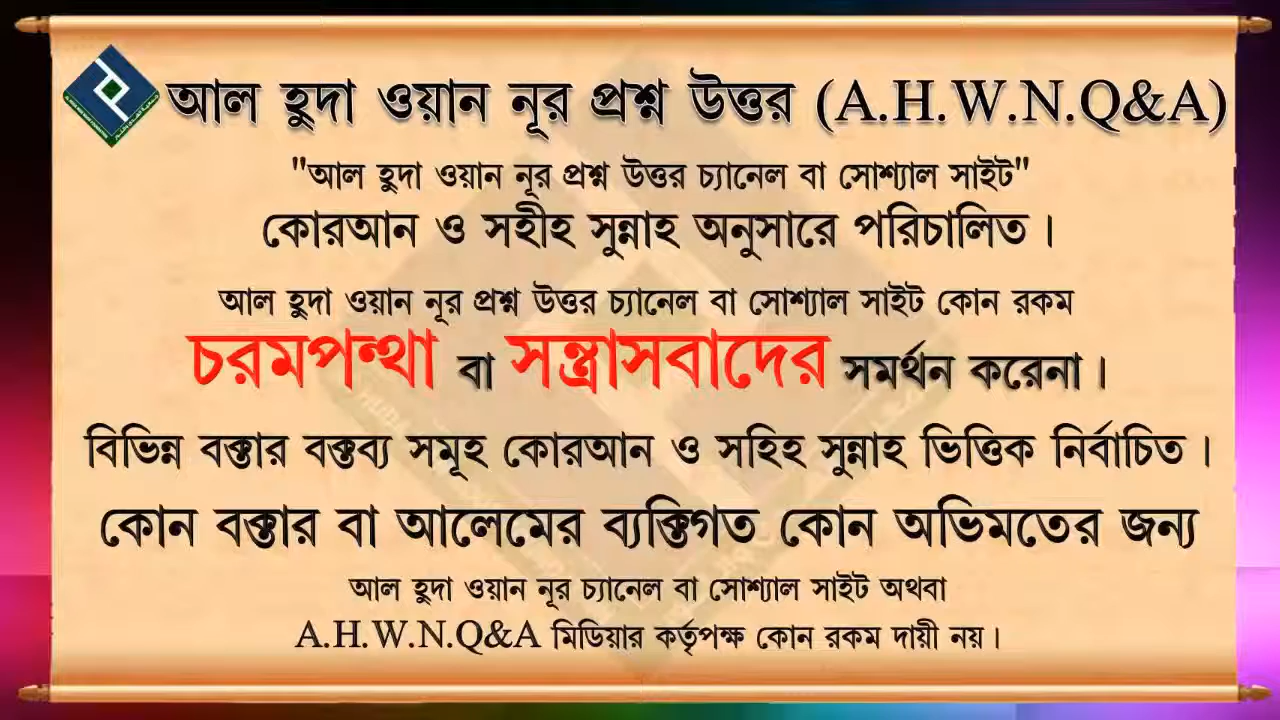 আল হুদা ওয়ান নূর প্রশ্ন উত্তর (A.H.W.N.Q&A)
"আল হুদা ওয়ান নূর প্রশ্ন উত্তর চ্যানেল বা সোশ্যাল সাইট"
কোরআন ও সহীহ সুন্নাহ অনুসারে পরিচালিত।
আল হুদা ওয়ান নূর প্রশ্ন উত্তর চ্যানেল বা সোশ্যাল সাইট কোন রকম
চরমপন্থা বা সন্ত্রাসবাদের সমর্থন করেনা।
বিভিন্ন বক্তার বক্তব্য সমূহ কোরআন ও সহিহ সুন্নাহ ভিত্তিক নির্বাচিত।
কোন বক্তার বা আলেমের ব্যক্তিগত কোন অভিমতের জন্য
আল হুদা ওয়ান নূর চ্যানেল বা সোশ্যাল সাইট অথবা
A.H.W.N.Q&A মিডিয়ার কর্তৃপক্ষ কোন রকম দায়ী নয়।